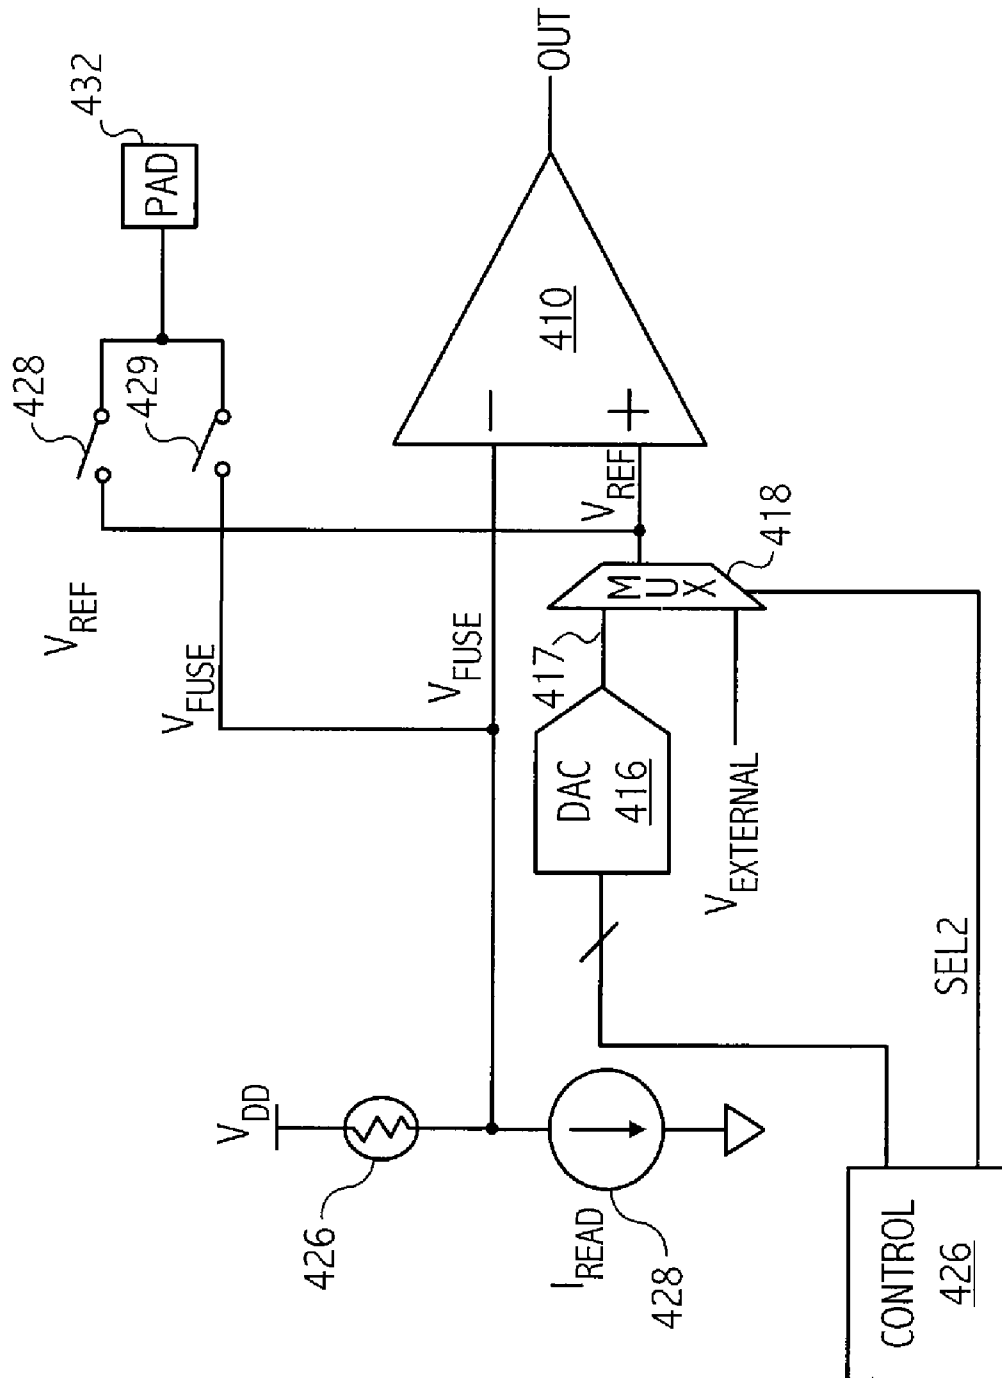 428
429
432
PAD
V_REF
V_FUSE
V_FUSE
V_REF
410
OUT
V_DD
426
I_READ
428
DAC
416
417
MUX
418
V_EXTERNAL
SEL2
CONTROL
426
−
+